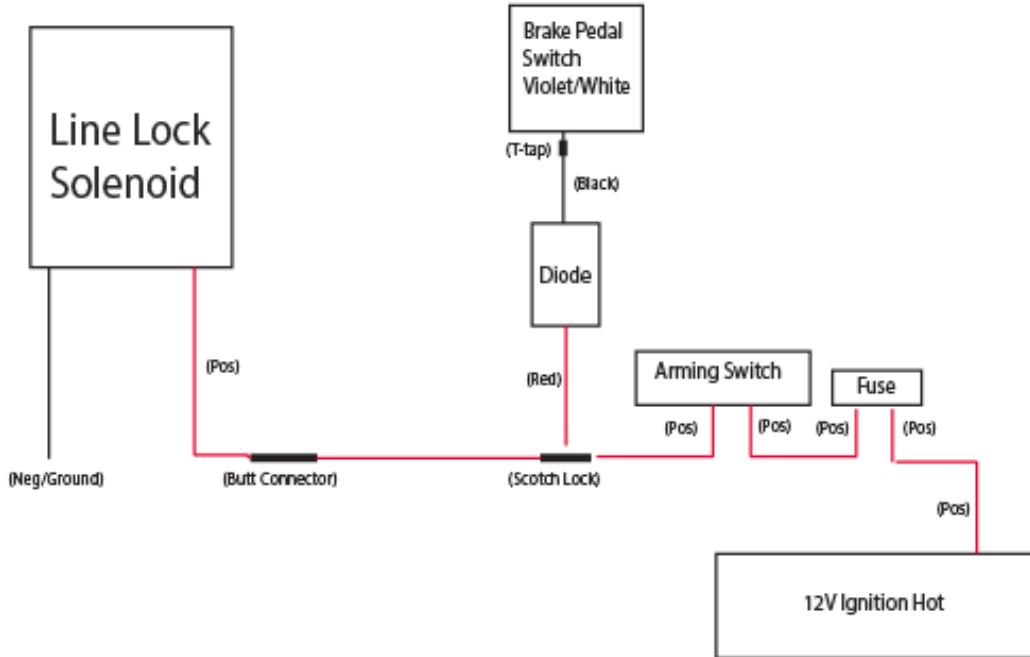 Brake Pedal
Switch
Violet/White
Line Lock
Solenoid
(T-tap)
(Black)
Diode
(Pos)
(Red)
Arming Switch
Fuse
(Pos)
(Pos)
(Pos)
(Pos)
(Neg/Ground)
(Butt Connector)
(Scotch Lock)
(Pos)
12V Ignition Hot